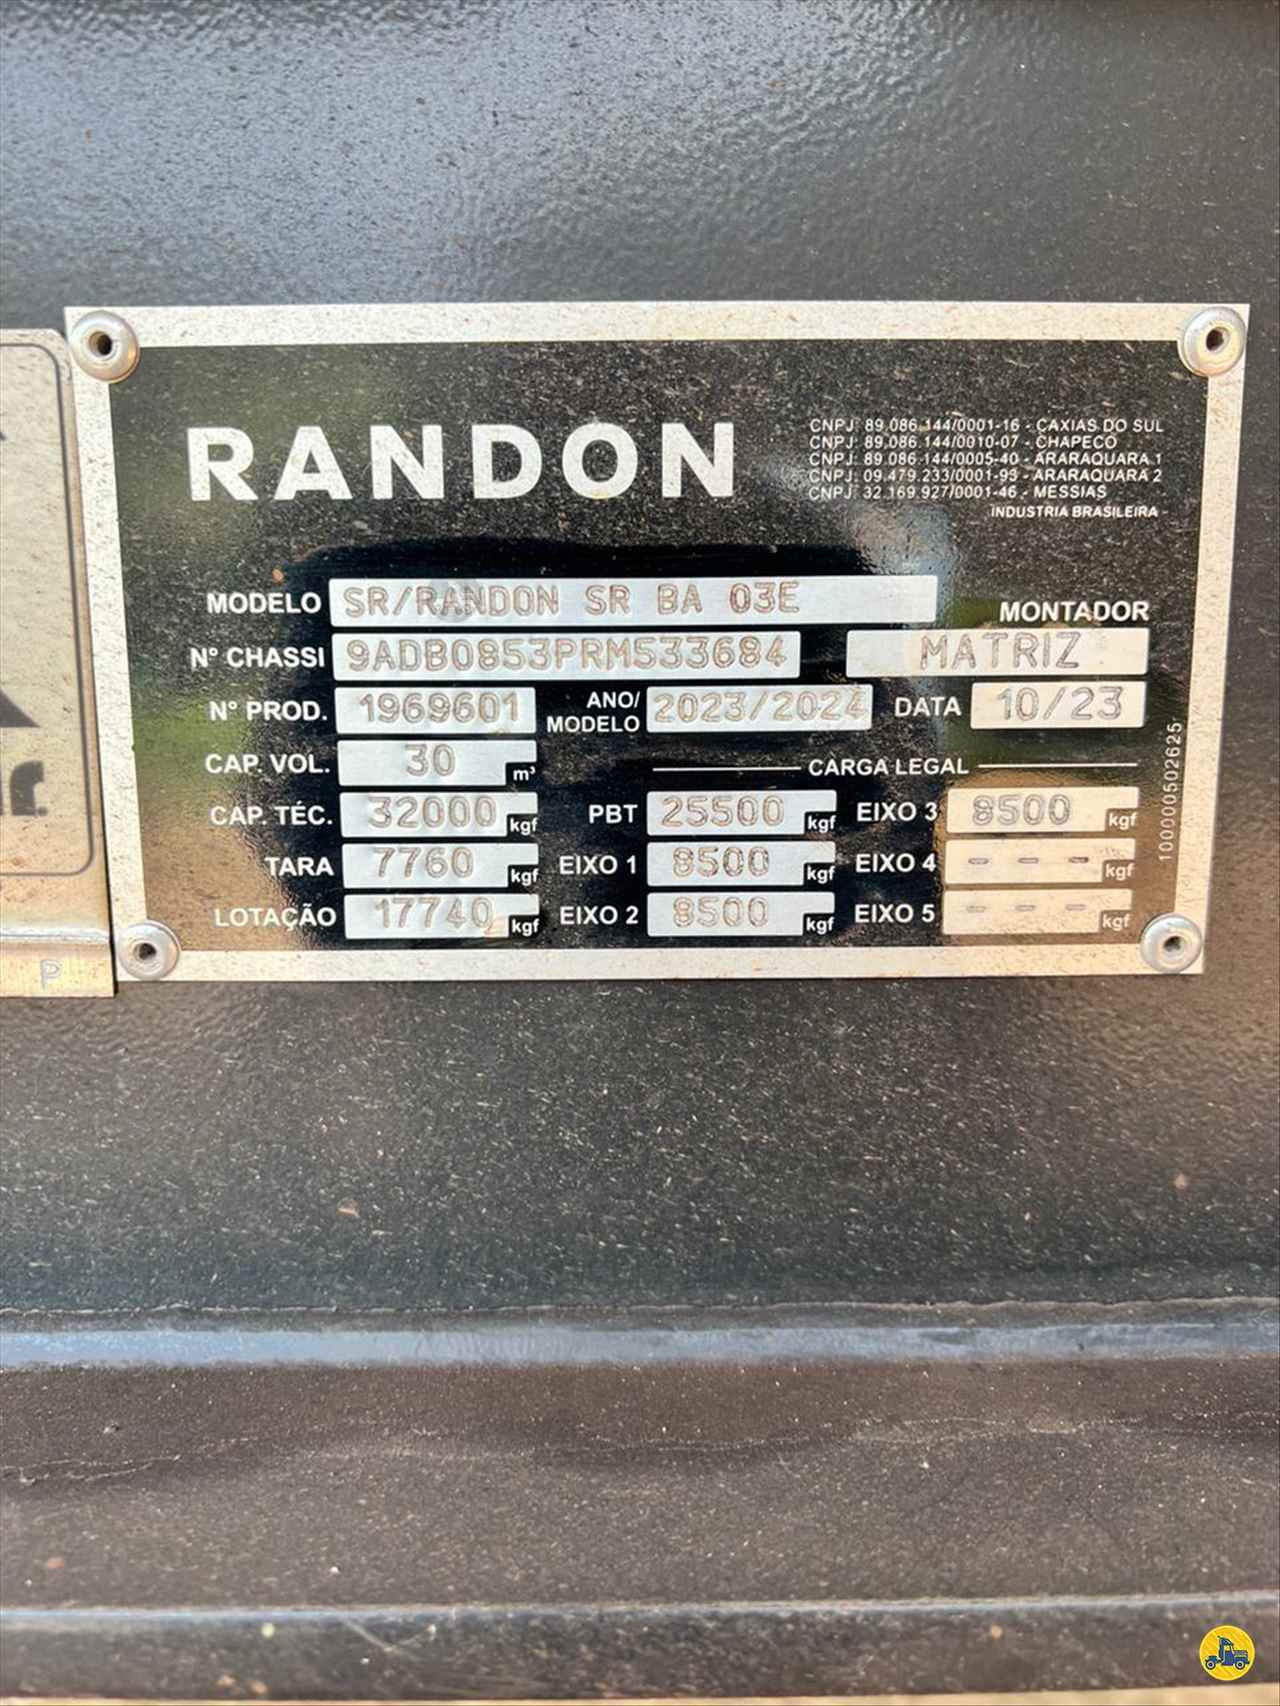 RANDON
CNPJ: 89.086.144/0001-16 - CAXIAS DO SUL
CNPJ: 89.086.144/0010-07 - CHAPECÓ
CNPJ: 89.086.144/0005-40 - ARARAQUARA 1
CNPJ: 09.479.233/0001-93 - ARARAQUARA 2
CNPJ: 32.169.927/0001-46 - MESSIAS
INDÚSTRIA BRASILEIRA
MODELO SR/RANDON SR BA 03E
MONTADOR
Nº CHASSI 9ADB0853PRM533684 MATRIZ
Nº PROD. 1969601 ANO/MODELO 2023/2024 DATA 10/23
CAP. VOL. 30 m³ CARGA LEGAL
CAP. TÉC. 32000 kgf PBT 25500 kgf EIXO 3 8500 kgf
TARA 7760 kgf EIXO 1 8500 kgf EIXO 4 - - - kgf
LOTAÇÃO 17740 kgf EIXO 2 8500 kgf EIXO 5 - - - kgf
100000502625
P